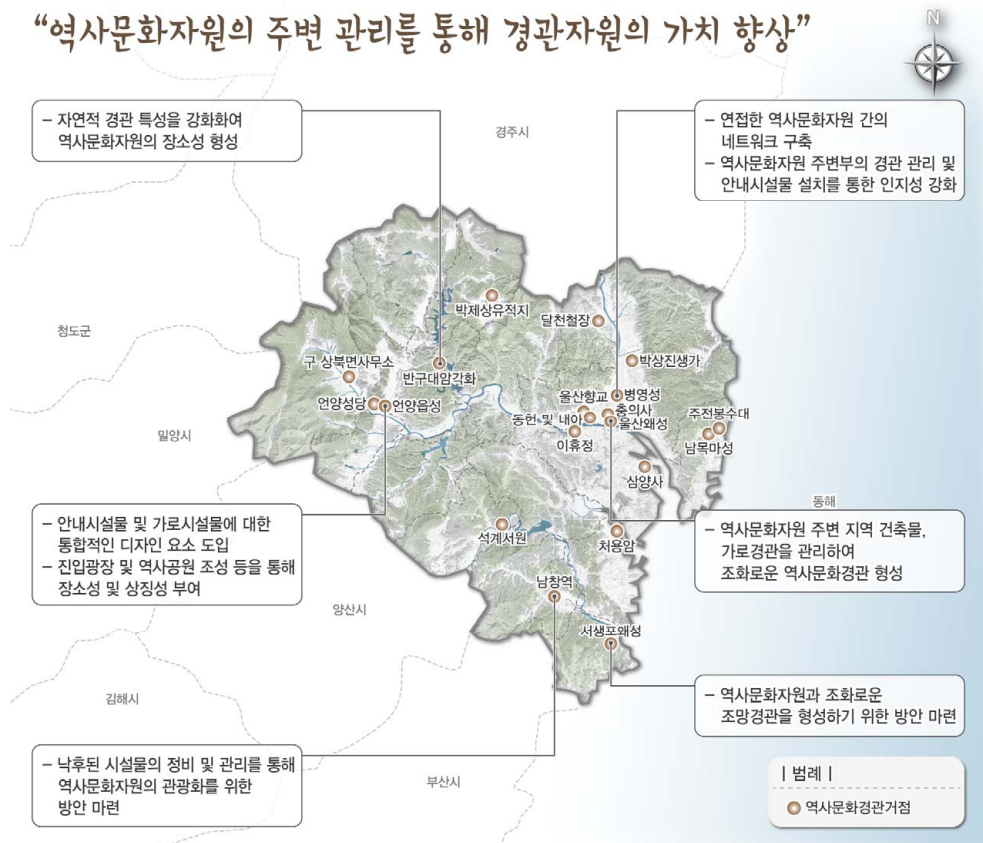 “역사문화자원의 주변 관리를 통해 경관자원의 가치 향상”
N
- 자연적 경관 특성을 강화화여
역사문화자원의 장소성 형성
경주시
- 연접한 역사문화자원 간의
네트워크 구축
- 역사문화자원 주변부의 경관 관리 및
안내시설물 설치를 통한 인지성 강화
청도군
박제상유적지
달천철장
구 상북면사무소
반구대암각화
박상진생가
언양성당
언양읍성
울산향교
병영성
동헌 및 내아
충의사
울산왜성
이휴정
주전봉수대
남목마성
밀양시
삼양사
동해
- 안내시설물 및 가로시설물에 대한
통합적인 디자인 요소 도입
- 진입광장 및 역사공원 조성 등을 통해
장소성 및 상징성 부여
석계서원
처용암
- 역사문화자원 주변 지역 건축물,
가로경관을 관리하여
조화로운 역사문화경관 형성
남창역
양산시
서생포왜성
김해시
- 역사문화자원과 조화로운
조망경관을 형성하기 위한 방안 마련
- 낙후된 시설물의 정비 및 관리를 통해
역사문화자원의 관광화를 위한
방안 마련
부산시
| 범례 |
역사문화경관거점